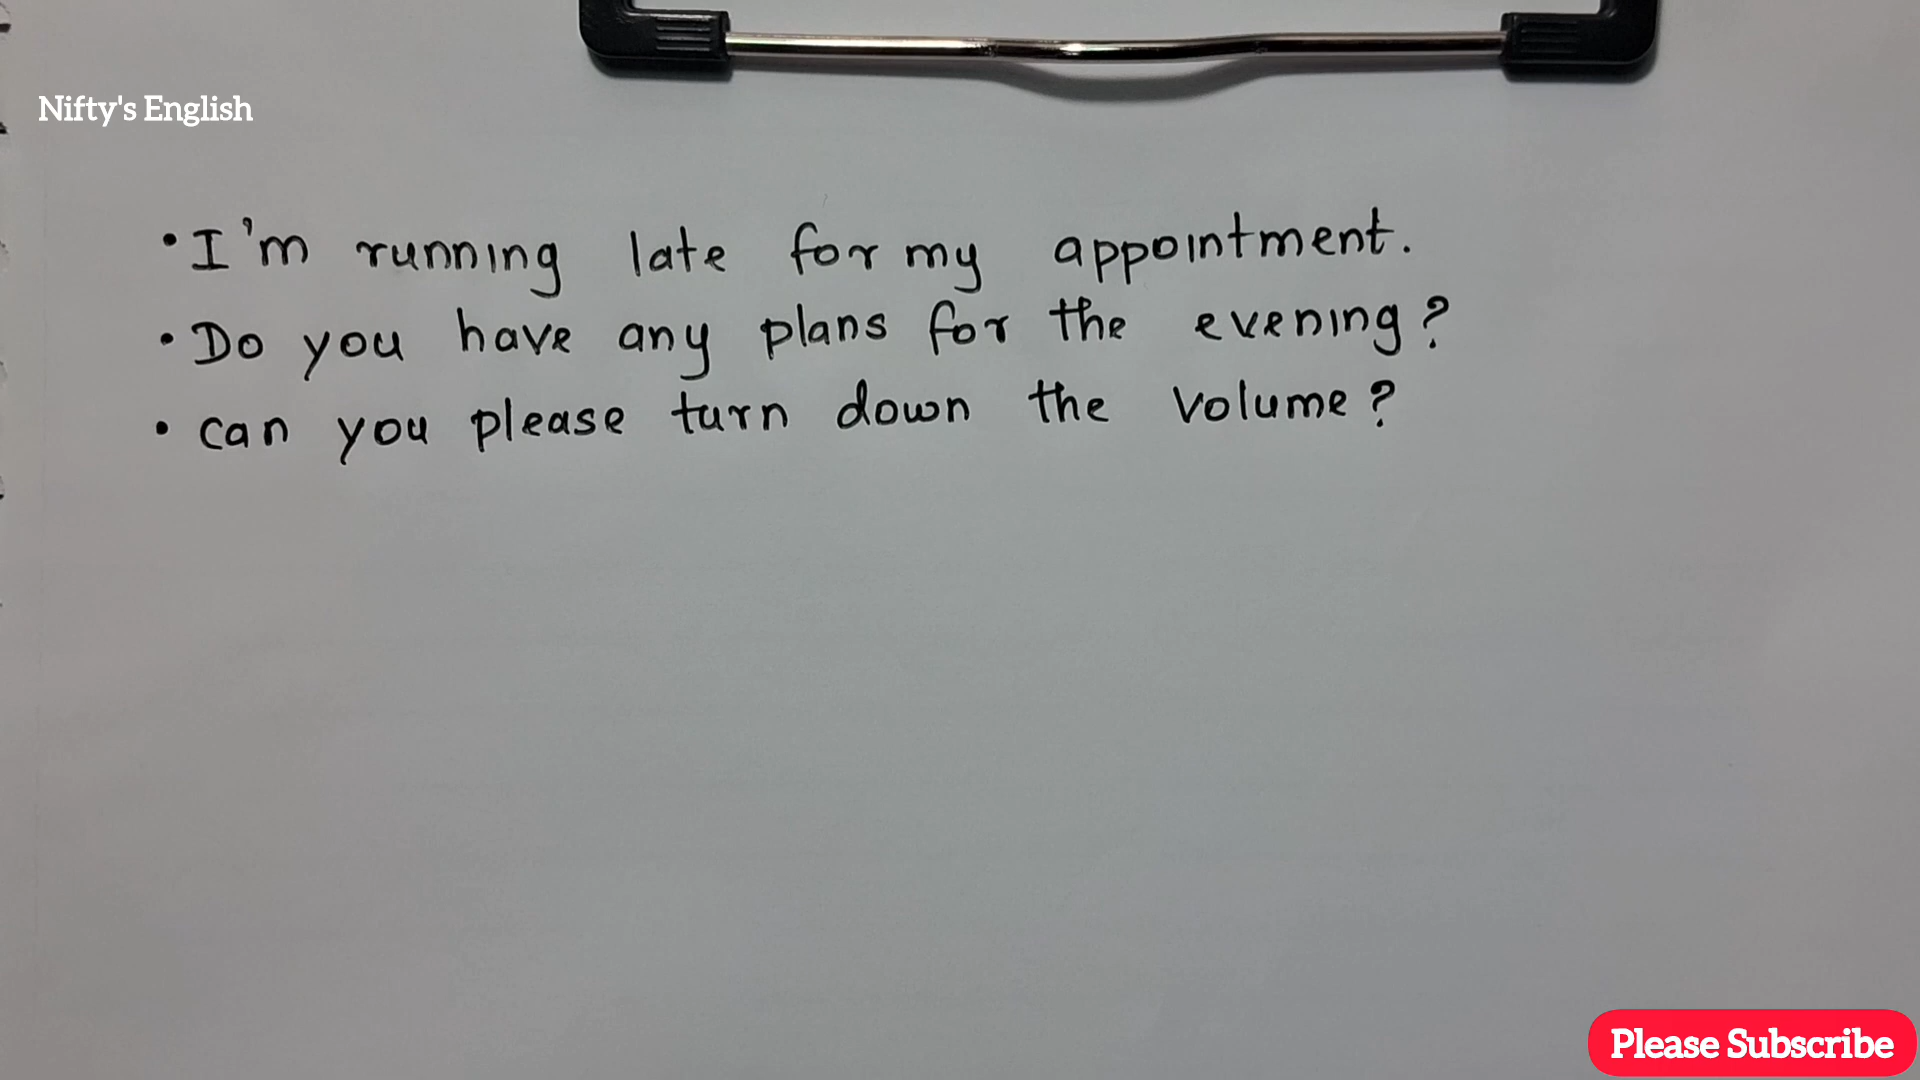 Nifty's English
• I'm running late for my appointment.
• Do you have any plans for the evening?
• can you please turn down the volume?
Please Subscribe